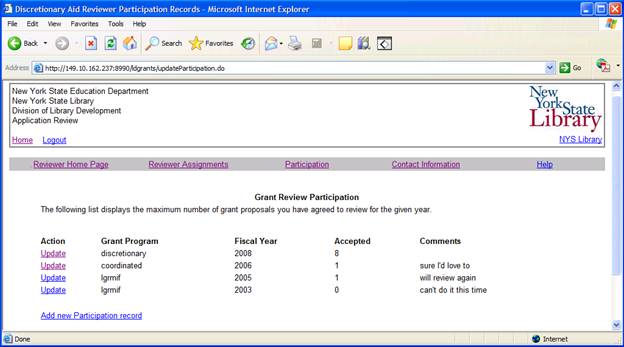 Discretionary Aid Reviewer Participation Records - Microsoft Internet Explorer
File Edit View Favorites Tools Help
Back Search Favorites
Address http://149.10.162.237:8990/ldgrants/updateParticipation.do Go
New York State Education Department
New York State Library
Division of Library Development
Application Review
New
York State
Library
Home Logout NYS Library
Reviewer Home Page Reviewer Assignments Participation Contact Information Help
Grant Review Participation
The following list displays the maximum number of grant proposals you have agreed to review for the given year.
Action Grant Program Fiscal Year Accepted Comments
Update discretionary 2008 8
Update coordinated 2006 1 sure I'd love to
Update lgrmif 2005 1 will review again
Update lgrmif 2003 0 can't do it this time
Add new Participation record
Done Internet